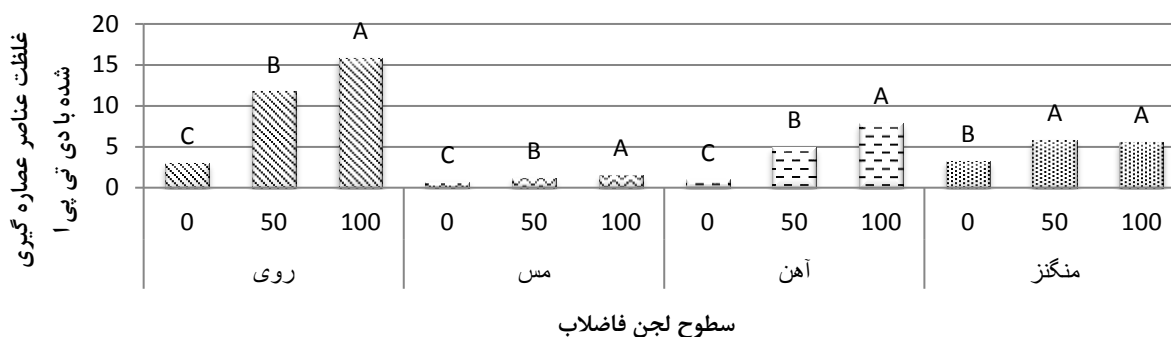 غلظت عناصر عصاره گیری
شده با دی تی پی ا
20
15
10
5
0
C B A C B A C B A B A A
0 50 100 0 50 100 0 50 100 0 50 100
روی مس آهن منگنز
سطوح لجن فاضلاب